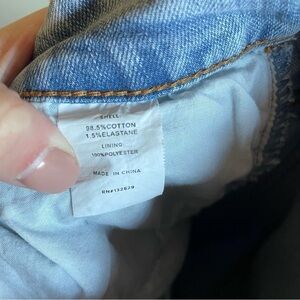 SHELL:
98.5%COTTON
1.5%ELASTANE
LINING:
100%POLYESTER
MADE IN CHINA
RN#132629